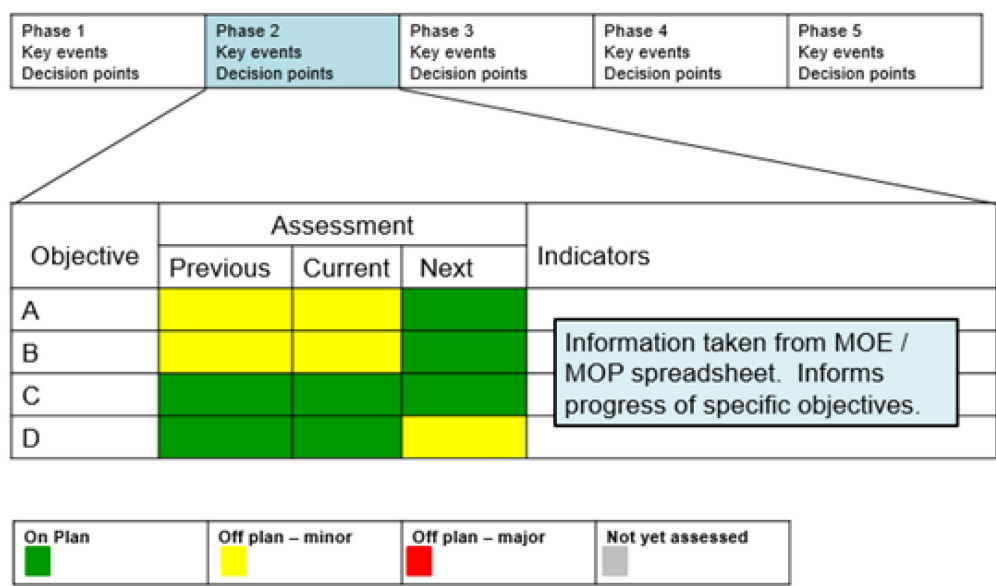 Phase 1
Key events
Decision points
Phase 2
Key events
Decision points
Phase 3
Key events
Decision points
Phase 4
Key events
Decision points
Phase 5
Key events
Decision points
Objective
Assessment
Previous
Current
Next
Indicators
A
B
C
D
Information taken from MOE /
MOP spreadsheet.  Informs
progress of specific objectives.
On Plan
Off plan – minor
Off plan – major
Not yet assessed